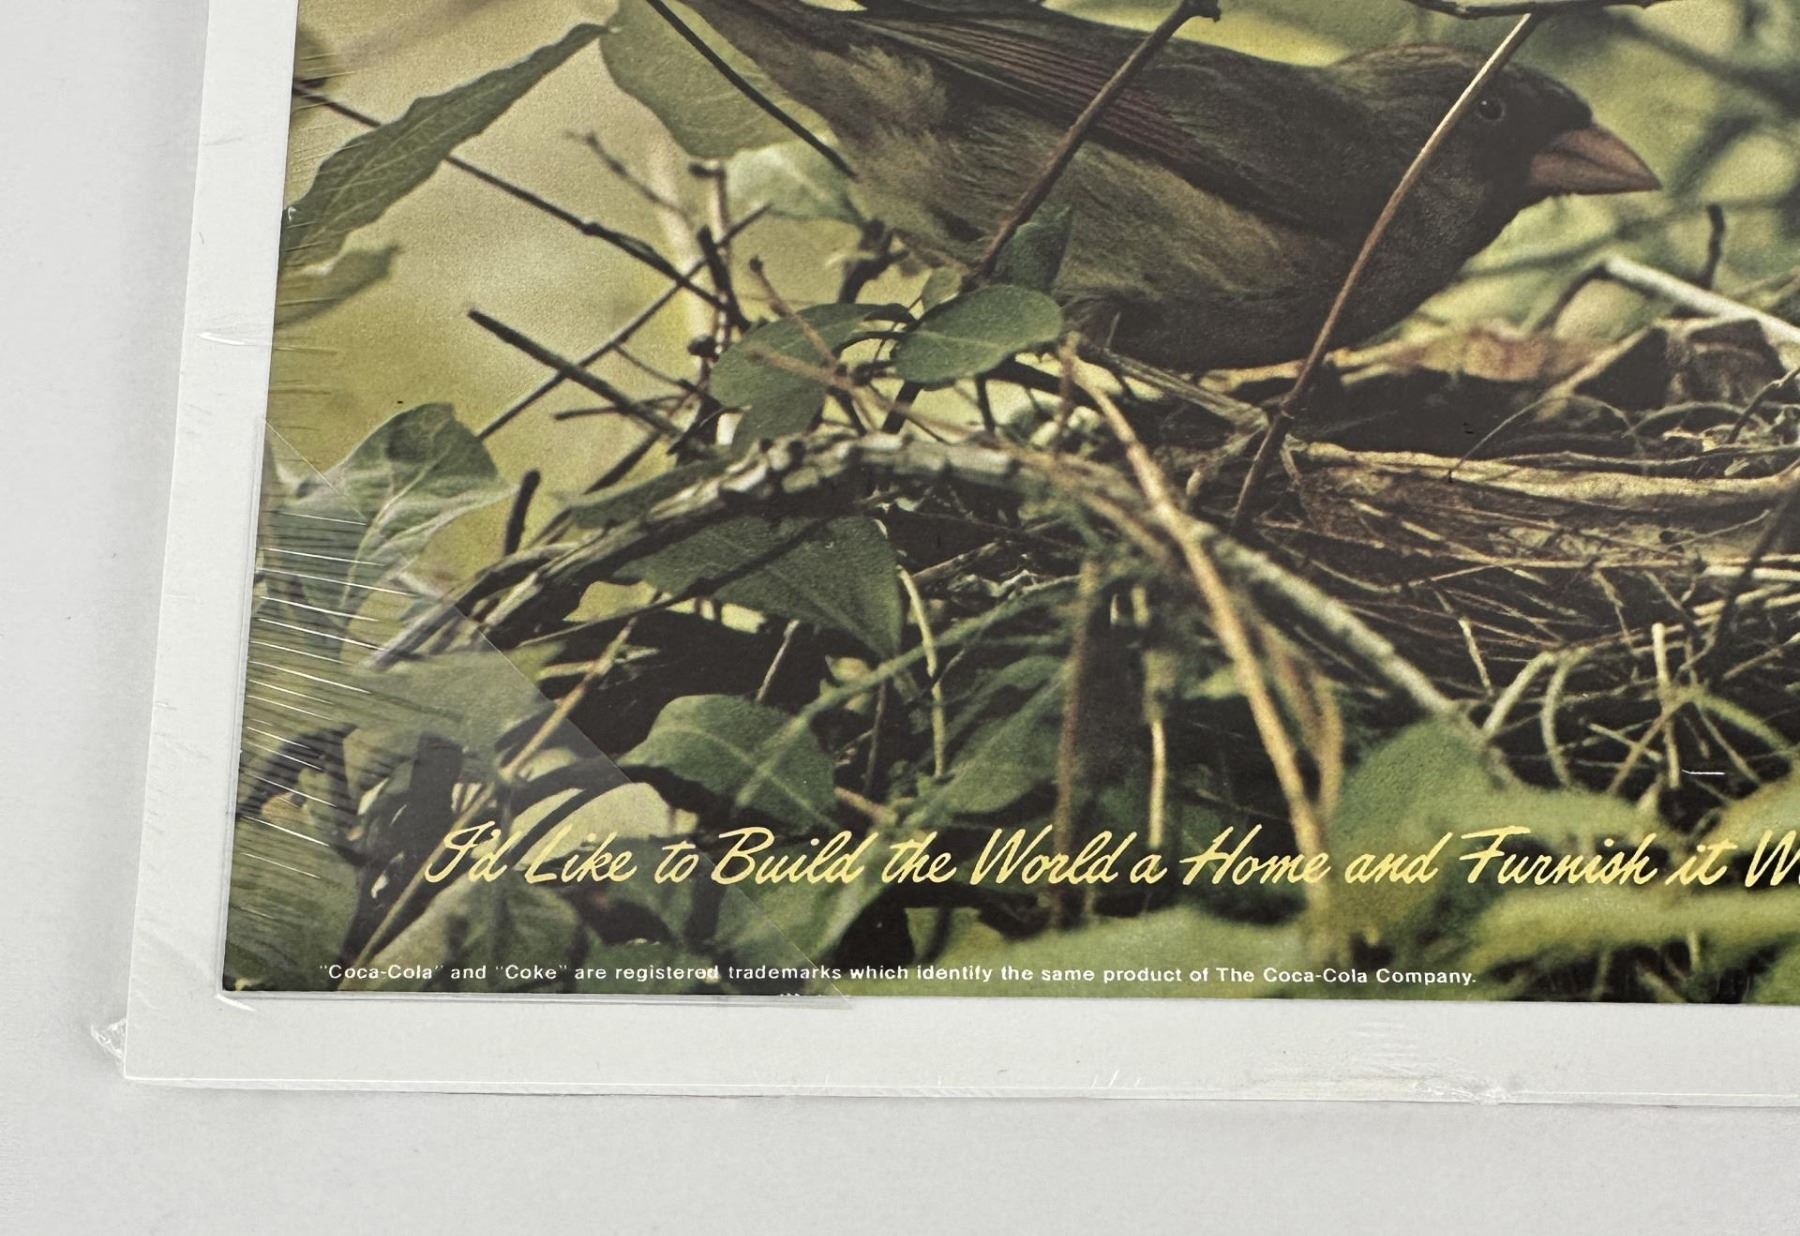 I'd Like to Build the World a Home and Furnish it W
"Coca-Cola" and "Coke" are registered trademarks which identify the same product of The Coca-Cola Company.